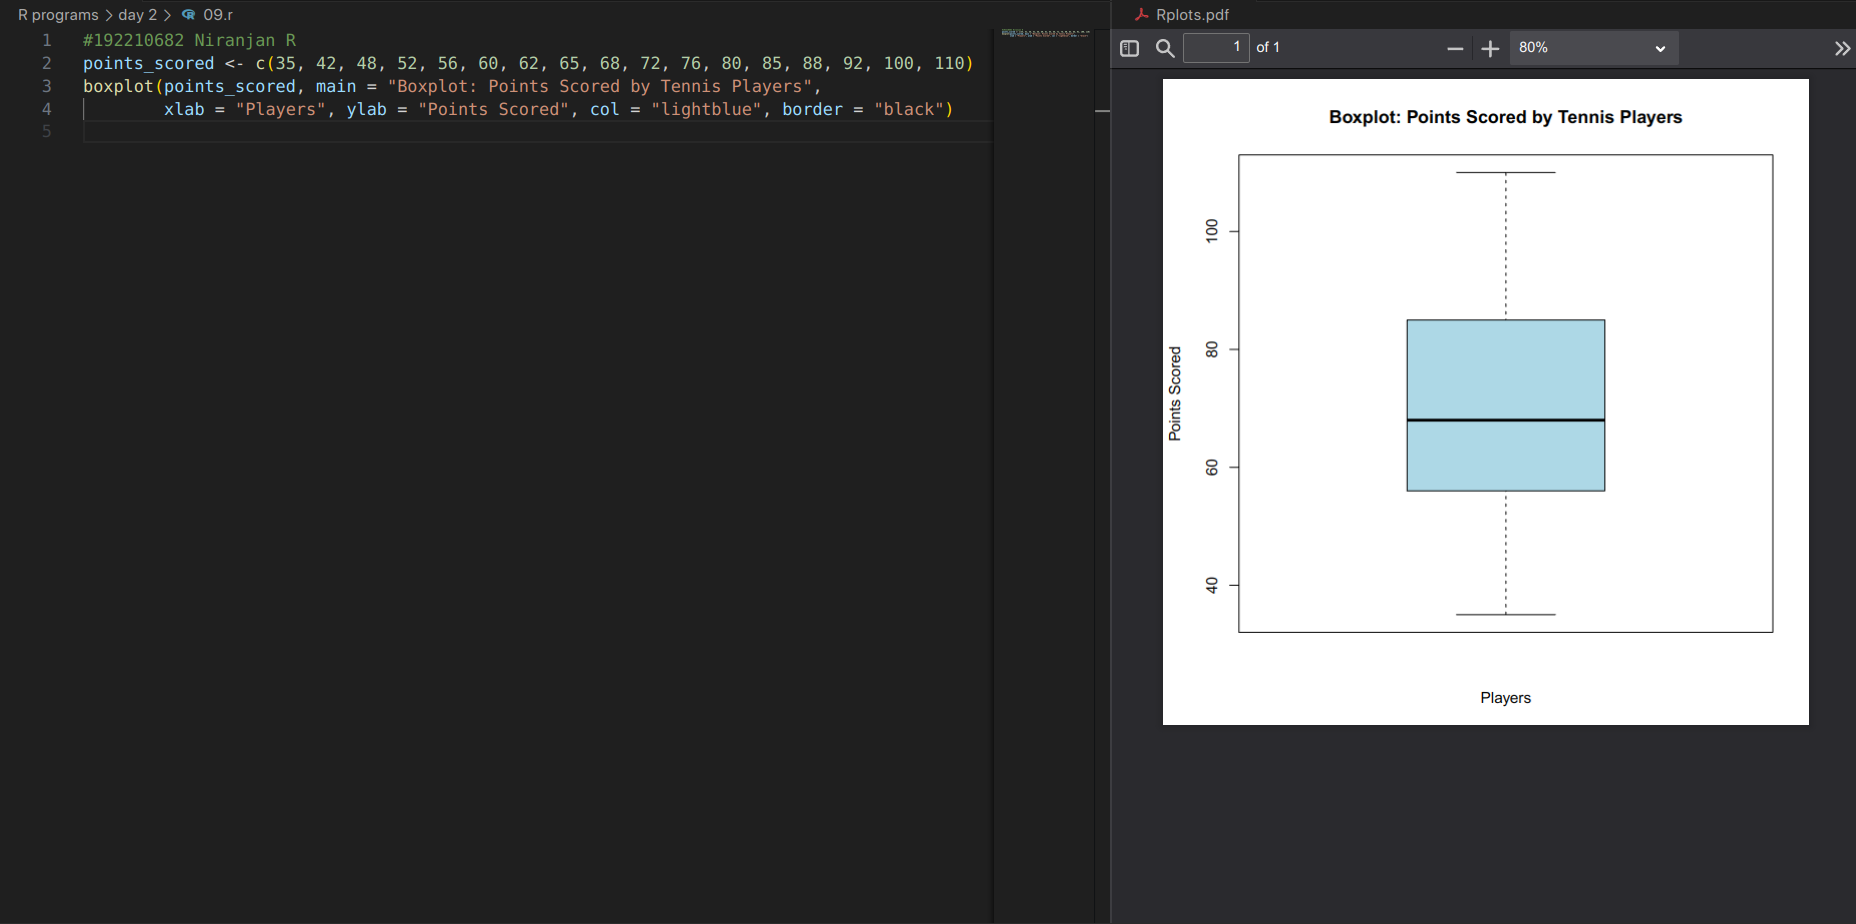 R programs > day 2 > 09.r
1 #192210682 Niranjan R
2 points_scored <- c(35, 42, 48, 52, 56, 60, 62, 65, 68, 72, 76, 80, 85, 88, 92, 100, 110)
3 boxplot(points_scored, main = "Boxplot: Points Scored by Tennis Players",
4         xlab = "Players", ylab = "Points Scored", col = "lightblue", border = "black")
5
Rplots.pdf
1 of 1
80%
Boxplot: Points Scored by Tennis Players
100
80
60
40
Points Scored
Players